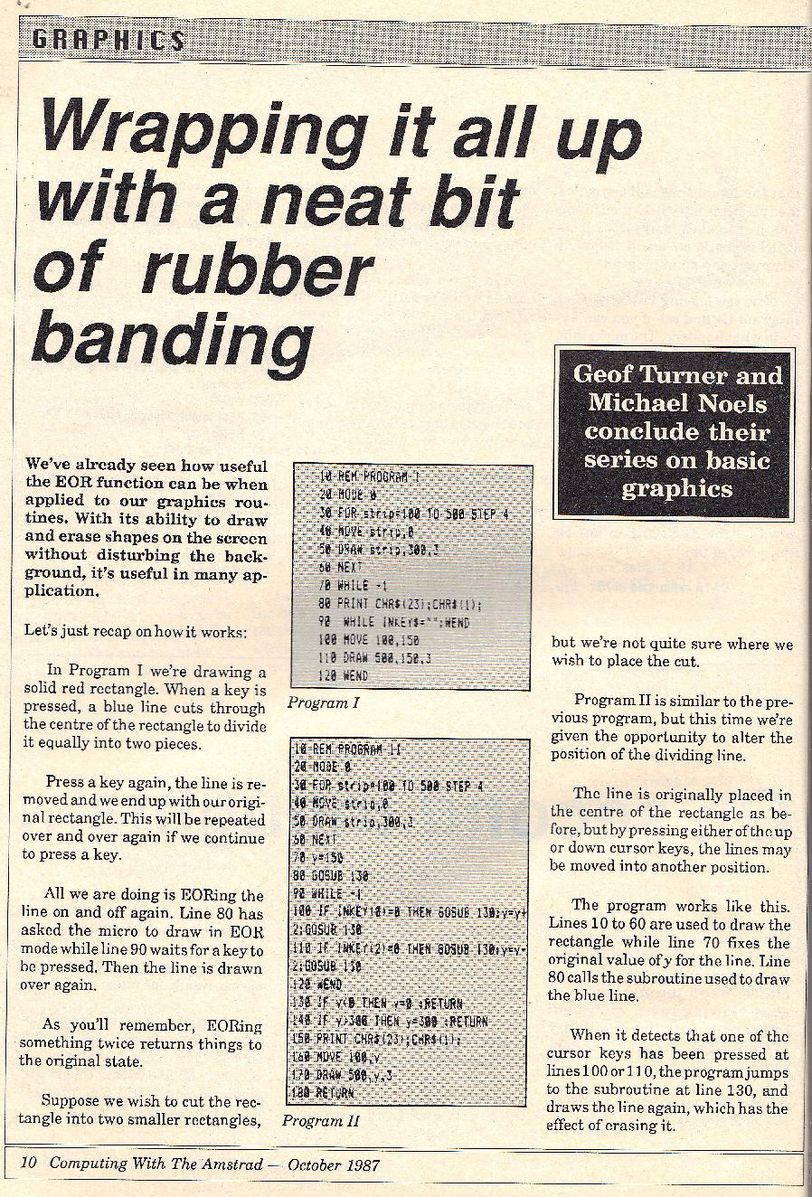 GRAPHICS
Wrapping it all up
with a neat bit
of rubber
banding
Geof Turner and
Michael Noels
conclude their
series on basic
graphics
We've already seen how useful
the EOR function can be when
applied to our graphics rou-
tines. With its ability to draw
and erase shapes on the screen
without disturbing the back-
ground, it's useful in many ap-
plication.
Let's just recap on how it works:
In Program I we're drawing a
solid red rectangle. When a key is
pressed, a blue line cuts through
the centre of the rectangle to divide
it equally into two pieces.
Press a key again, the line is re-
moved and we end up with our origi-
nal rectangle. This will be repeated
over and over again if we continue
to press a key.
All we are doing is EORing the
line on and off again. Line 80 has
asked the micro to draw in EOR
mode while line 90 waits for a key to
be pressed. Then the line is drawn
over again.
As you'll remember, EORing
something twice returns things to
the original state.
Suppose we wish to cut the rec-
tangle into two smaller rectangles,
10 REM PROGRAM I
20 MODE 0
30 FOR strip=100 TO 500 STEP 4
40 MOVE strip,0
50 DRAW strip,300,3
60 NEXT
70 WHILE -1
80 PRINT CHR$(23);CHR$(1);
90 WHILE INKEY$="":WEND
100 MOVE 100,150
110 DRAW 500,150,3
120 WEND
Program I
10 REM PROGRAM II
20 MODE 0
30 FOR strip=100 TO 500 STEP 4
40 MOVE strip,0
50 DRAW strip,300,3
60 NEXT
70 y=150
80 GOSUB 130
90 WHILE -1
100 IF INKEY(0)=0 THEN GOSUB 130:y=y+
2:GOSUB 130
110 IF INKEY(2)=0 THEN GOSUB 130:y=y-
2:GOSUB 130
120 WEND
130 IF y<0 THEN y=0 :RETURN
140 IF y>300 THEN y=300 :RETURN
150 PRINT CHR$(23);CHR$(1);
160 MOVE 100,y
170 DRAW 500,y,3
180 RETURN
Program II
but we're not quite sure where we
wish to place the cut.
Program II is similar to the pre-
vious program, but this time we're
given the opportunity to alter the
position of the dividing line.
The line is originally placed in
the centre of the rectangle as be-
fore, but by pressing either of the up
or down cursor keys, the lines may
be moved into another position.
The program works like this.
Lines 10 to 60 are used to draw the
rectangle while line 70 fixes the
original value of y for the line. Line
80 calls the subroutine used to draw
the blue line.
When it detects that one of the
cursor keys has been pressed at
lines 100 or 110, the program jumps
to the subroutine at line 130, and
draws the line again, which has the
effect of erasing it.
10 Computing With The Amstrad — October 1987